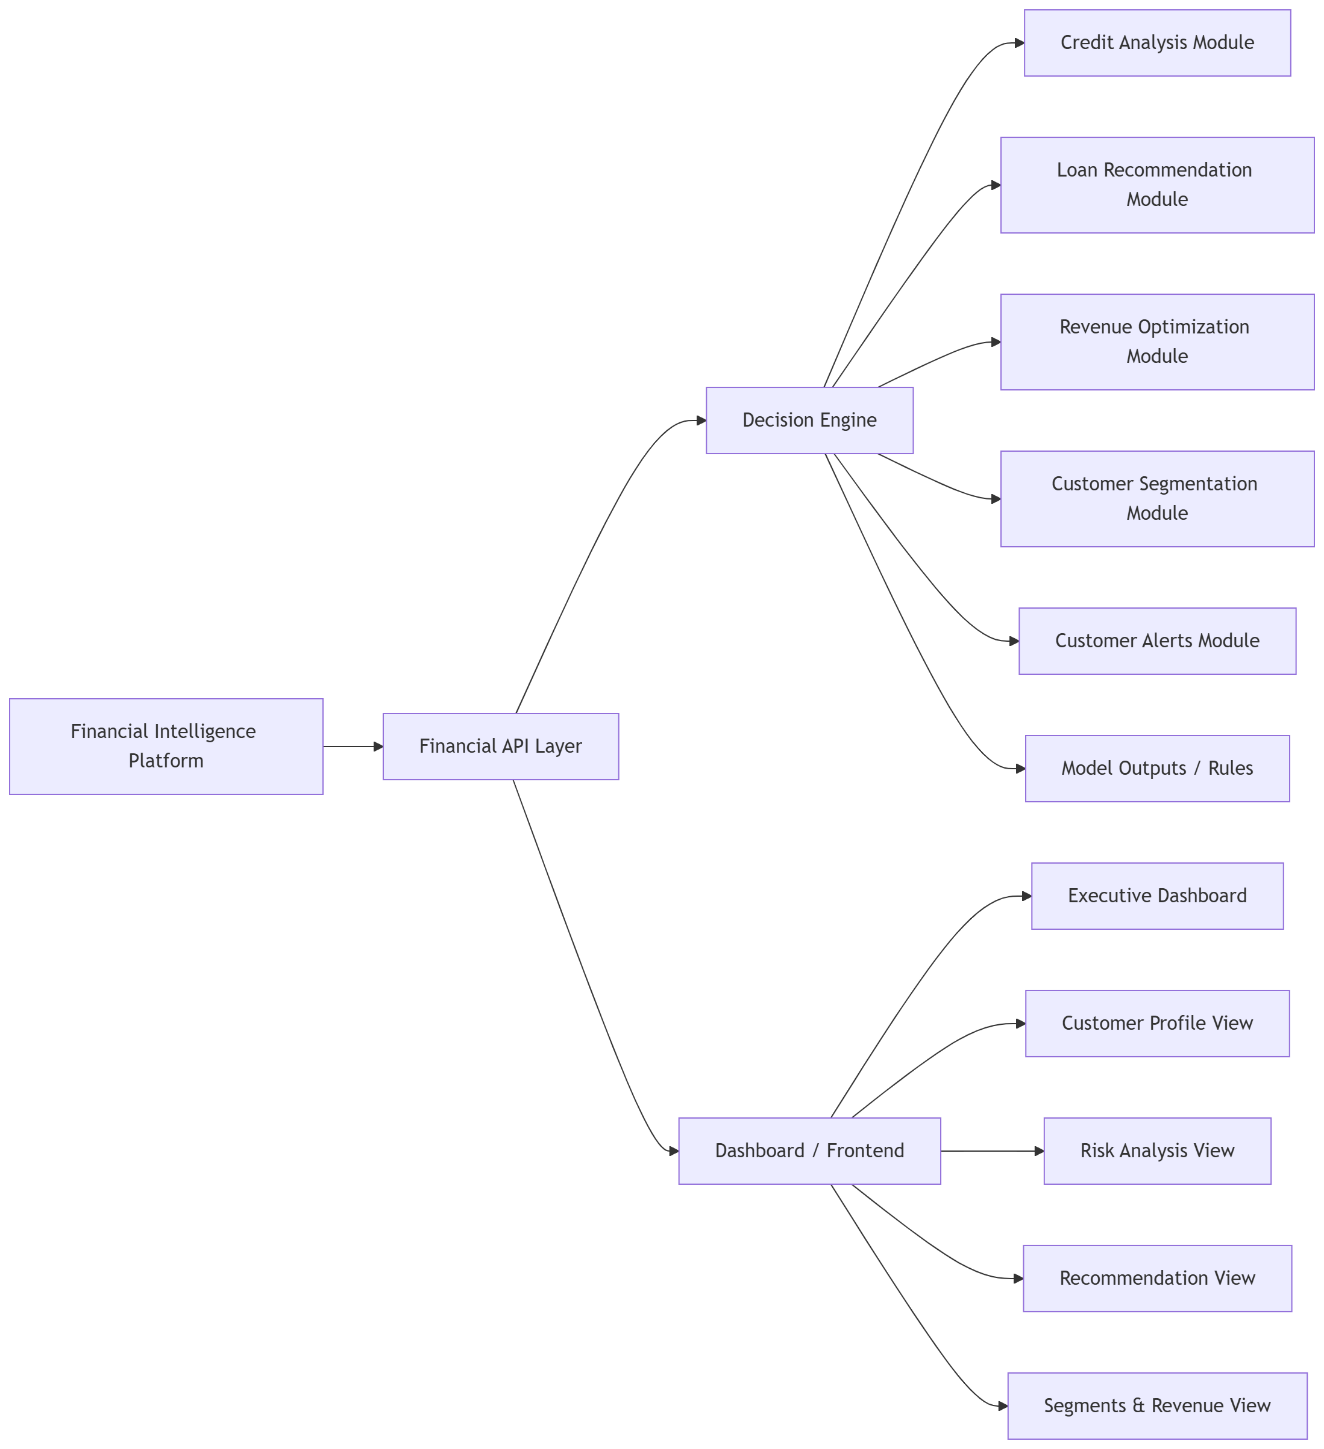 Financial Intelligence
Platform
Financial API Layer
Decision Engine
Credit Analysis Module
Loan Recommendation
Module
Revenue Optimization
Module
Customer Segmentation
Module
Customer Alerts Module
Model Outputs / Rules
Dashboard / Frontend
Executive Dashboard
Customer Profile View
Risk Analysis View
Recommendation View
Segments & Revenue View